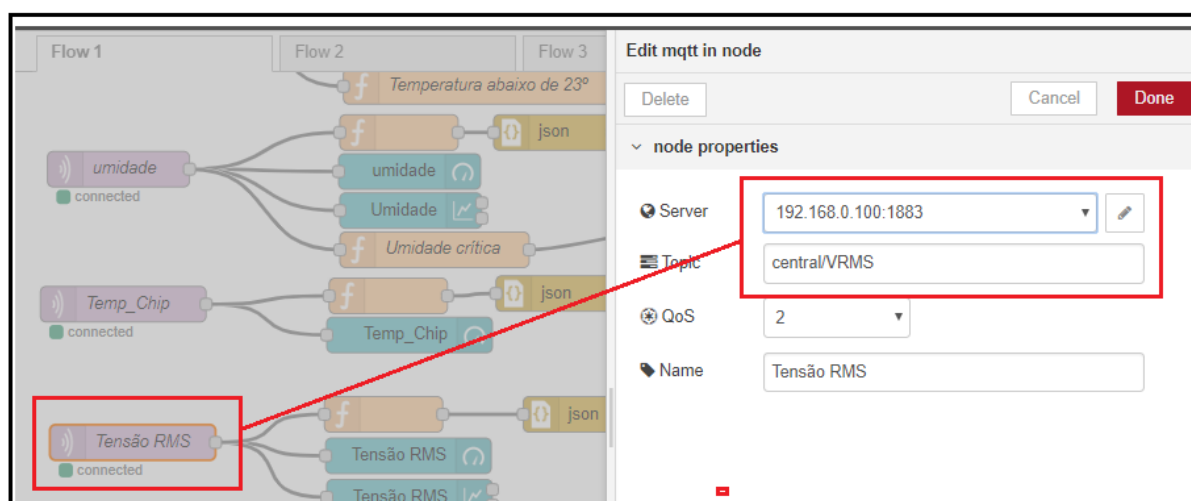 Flow 1
Flow 2
Flow 3
Temperatura abaixo de 23º
json
umidade
connected
umidade
Umidade
Umidade crítica
Temp_Chip
connected
json
Temp_Chip
Tensão RMS
connected
json
Tensão RMS
Tensão RMS
Edit mqtt in node
Delete
Cancel
Done
node properties
Server
192.168.0.100:1883
Topic
central/VRMS
QoS
2
Name
Tensão RMS